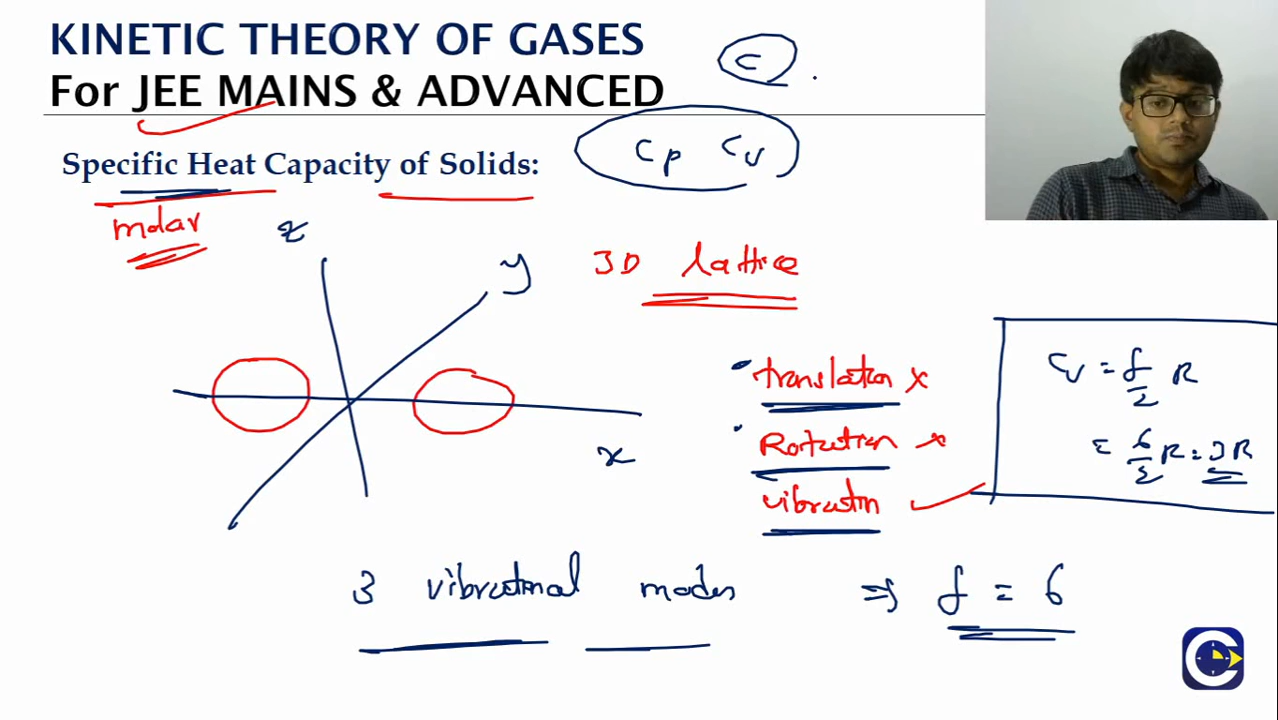 KINETIC THEORY OF GASES
For JEE MAINS & ADVANCED
C
Specific Heat Capacity of Solids:
Cp Cv
molar
z
y
x
3D lattice
translation x
Rotation x
vibration
Cv = f/2 R
= 6/2 R = 3R
3 vibrational modes ⇒ f = 6